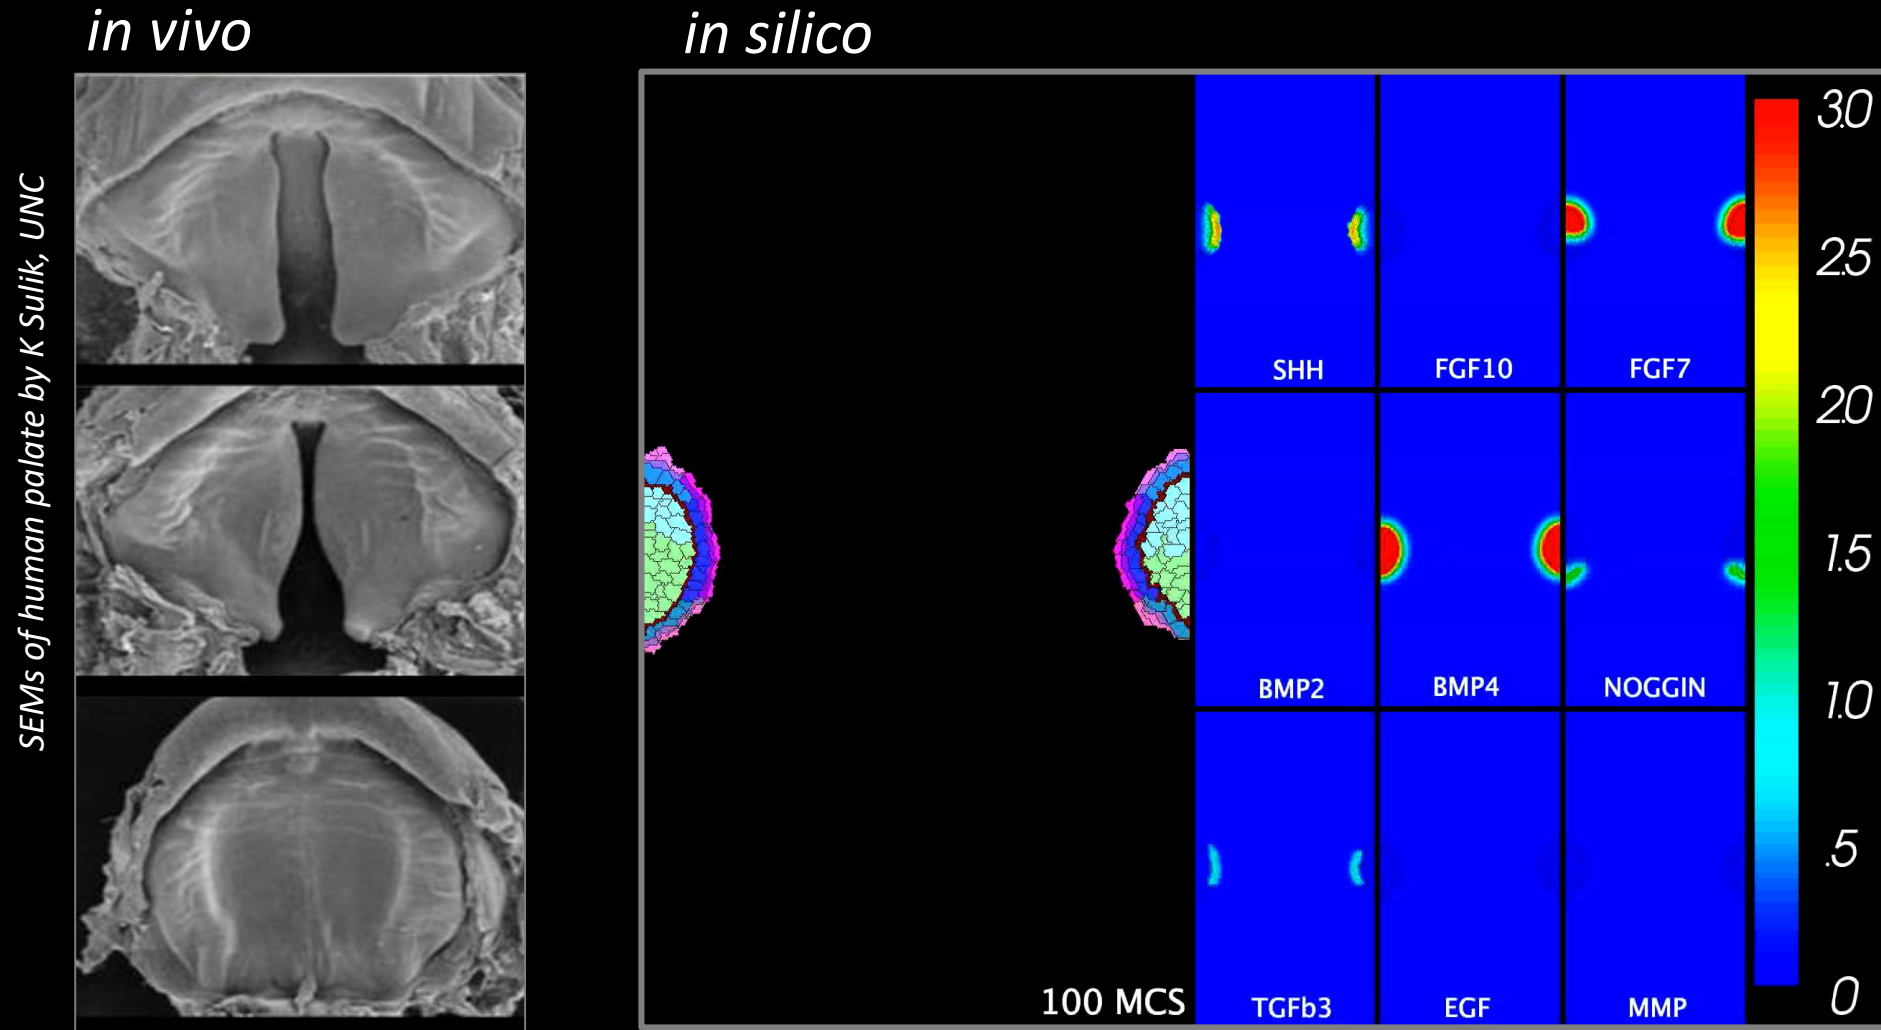 in vivo
in silico
SEMs of human palate by K Sulik, UNC
SHH
FGF10
FGF7
BMP2
BMP4
NOGGIN
TGFb3
EGF
MMP
100 MCS
3.0
2.5
2.0
1.5
1.0
.5
0